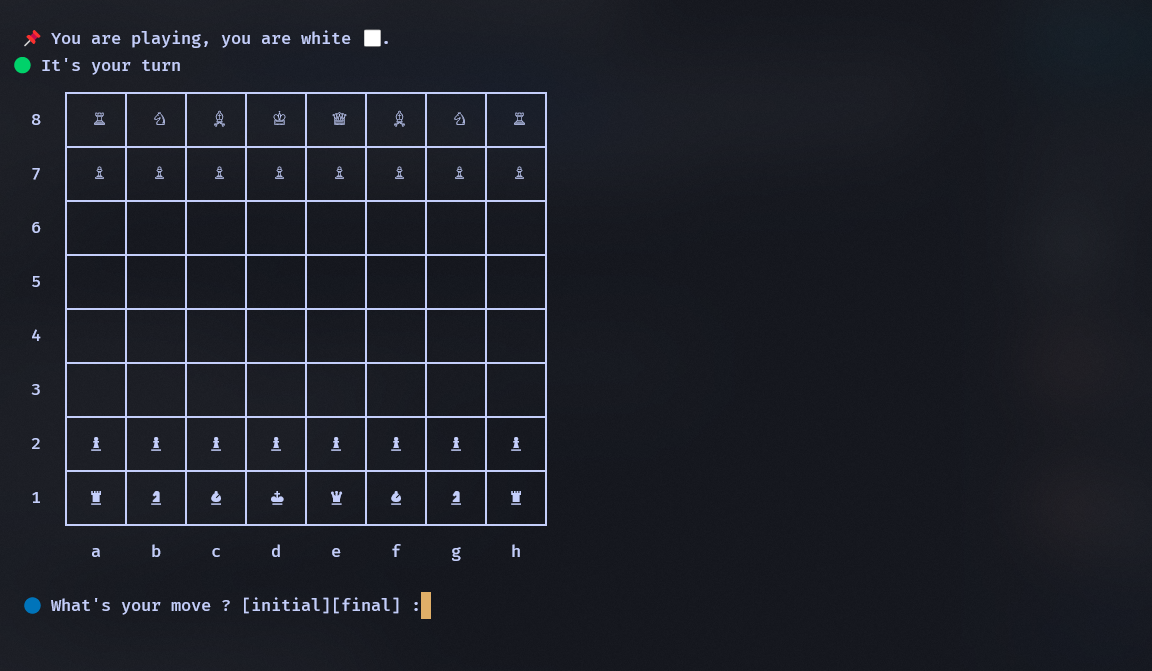 📌 You are playing, you are white ⬜.
🟢 It's your turn
8 ♖ ♘ ♗ ♔ ♕ ♗ ♘ ♖
7 ♙ ♙ ♙ ♙ ♙ ♙ ♙ ♙
6
5
4
3
2 ♟ ♟ ♟ ♟ ♟ ♟ ♟ ♟
1 ♜ ♞ ♝ ♚ ♛ ♝ ♞ ♜
a b c d e f g h
🔵 What's your move ? [initial][final] :